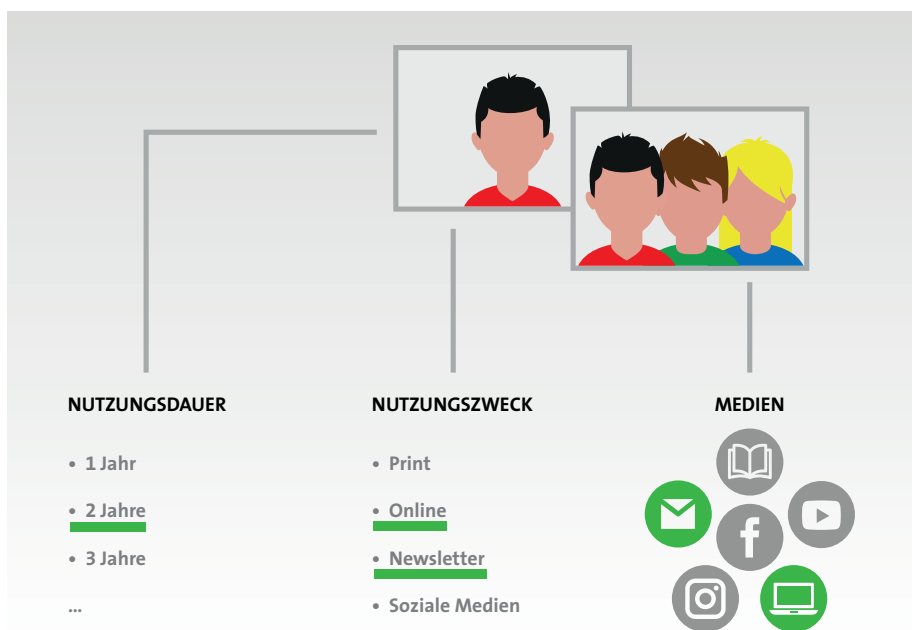 NUTZUNGSDAUER
• 1 Jahr
• 2 Jahre
• 3 Jahre
...
NUTZUNGSZWECK
• Print
• Online
• Newsletter
• Soziale Medien
MEDIEN
f